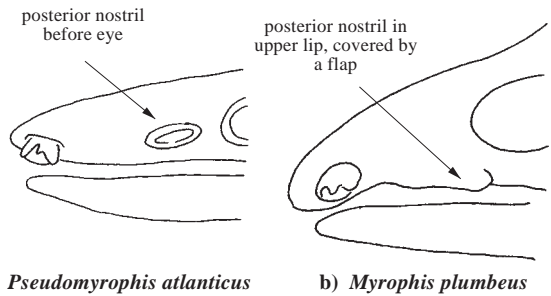 posterior nostril
before eye
posterior nostril in
upper lip, covered by
a flap
Pseudomyrophis atlanticus
b) Myrophis plumbeus